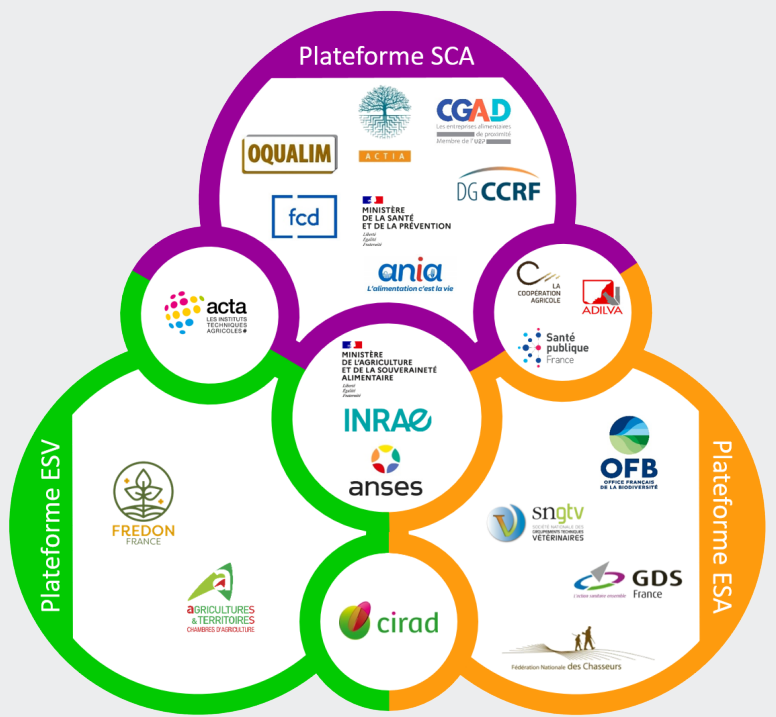 Plateforme SCA
ACTIA
CGAD
Les entreprises alimentaires
de proximité
Membre de l'U2P
OQUALIM
DGCCRF
fcd
MINISTÈRE
DE LA SANTÉ
ET DE LA PRÉVENTION
Liberté
Égalité
Fraternité
ania
L'alimentation c'est la vie
acta
LES INSTITUTS
TECHNIQUES
AGRICOLES
LA
COOPÉRATION
AGRICOLE
ADILVA
Santé
publique
France
MINISTÈRE
DE L'AGRICULTURE
ET DE LA SOUVERAINETÉ
ALIMENTAIRE
Liberté
Égalité
Fraternité
INRAE
anses
Plateforme ESV
FREDON
FRANCE
AGRICULTURES
& TERRITOIRES
CHAMBRES D'AGRICULTURE
cirad
Plateforme ESA
OFB
OFFICE FRANÇAIS
DE LA BIODIVERSITÉ
sngtv
SOCIÉTÉ NATIONALE DES
GROUPEMENTS TECHNIQUES
VÉTÉRINAIRES
GDS
France
L'action sanitaire ensemble
Fédération Nationale des Chasseurs